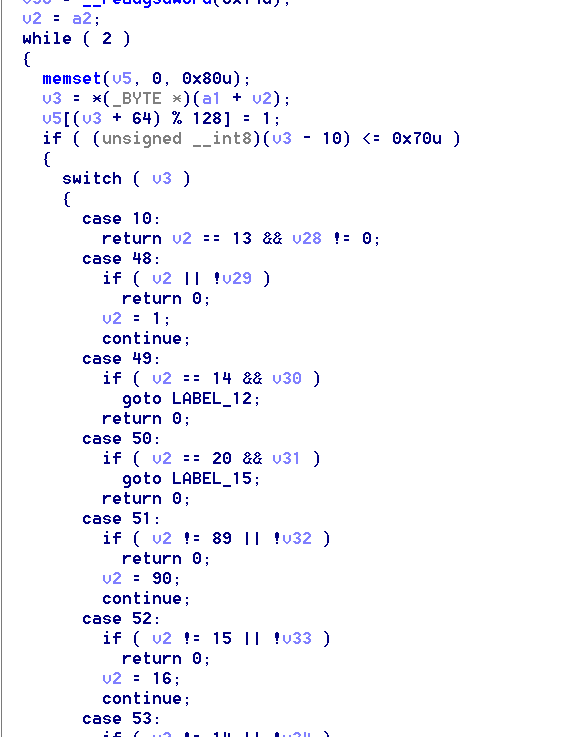 v2 = a2;
while ( 2 )
{
memset(v5, 0, 0x80u);
v3 = *(_BYTE *)(a1 + v2);
v5[(v3 + 64) % 128] = 1;
if ( (unsigned __int8)(v3 - 10) <= 0x70u )
{
switch ( v3 )
{
case 10:
return v2 == 13 && v28 != 0;
case 48:
if ( v2 || !v29 )
return 0;
v2 = 1;
continue;
case 49:
if ( v2 == 14 && v30 )
goto LABEL_12;
return 0;
case 50:
if ( v2 == 20 && v31 )
goto LABEL_15;
return 0;
case 51:
if ( v2 != 89 || !v32 )
return 0;
v2 = 90;
continue;
case 52:
if ( v2 != 15 || !v33 )
return 0;
v2 = 16;
continue;
case 53: